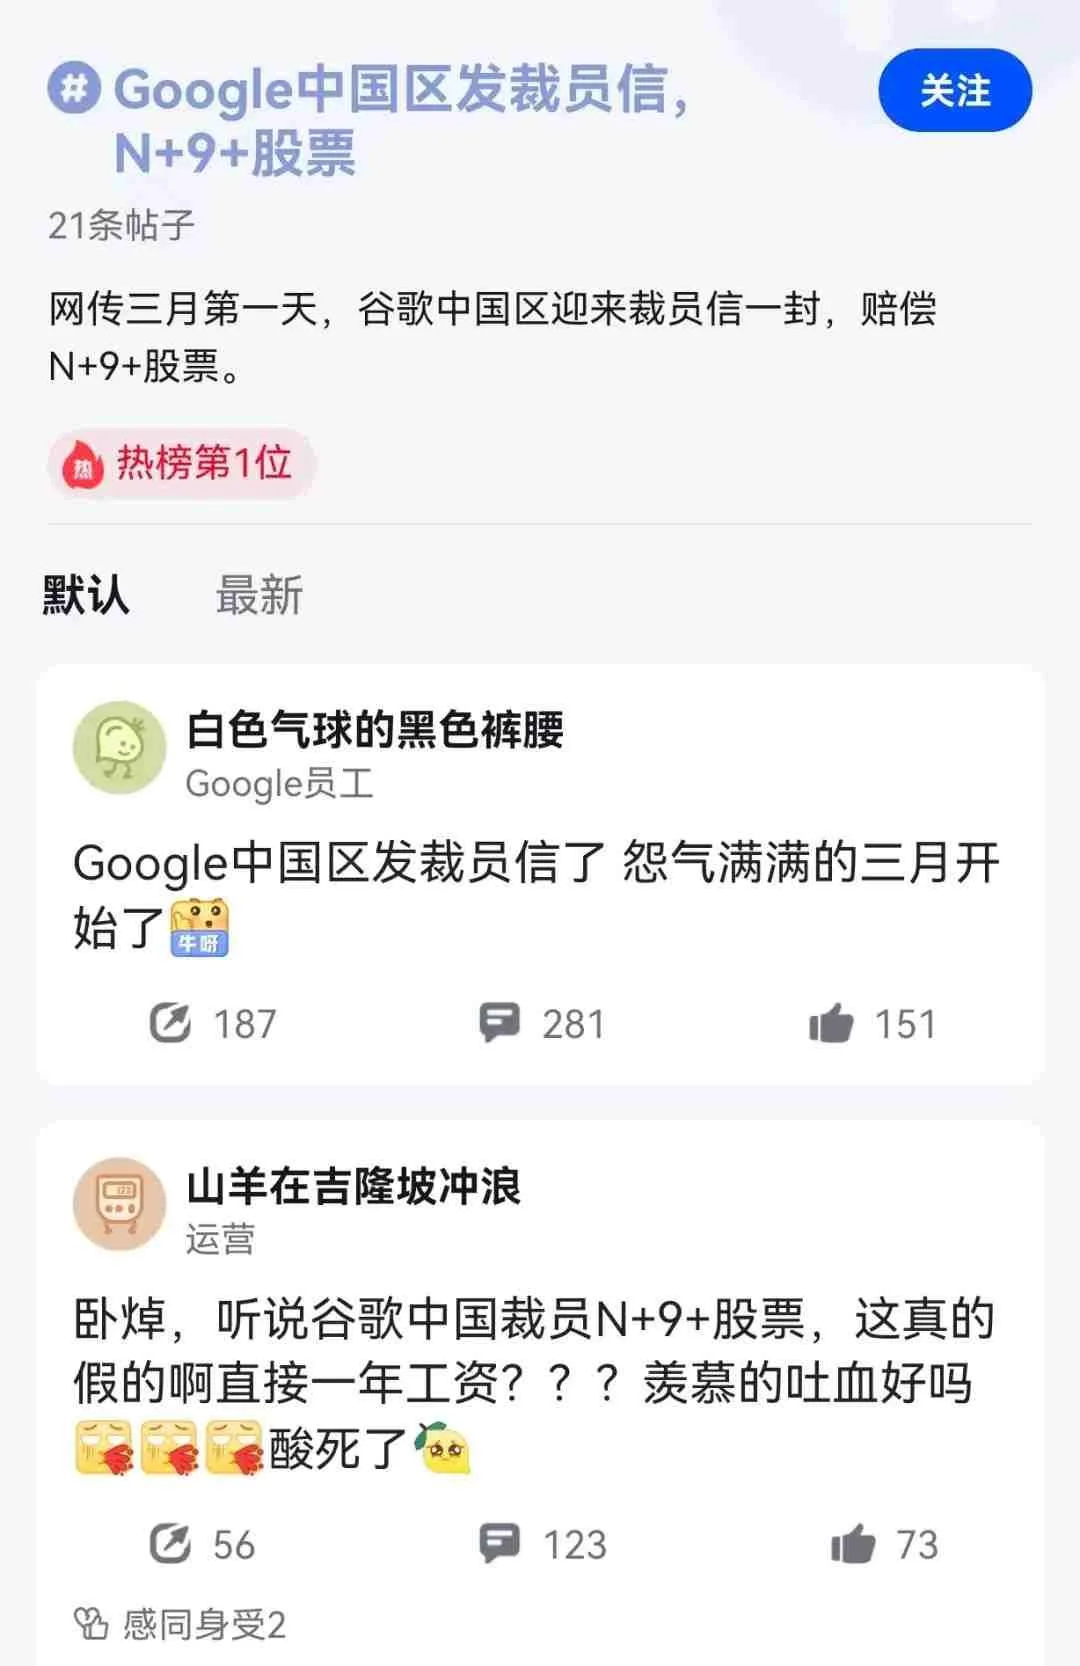 # Google中国区发裁员信，
N+9+股票
关注
21条帖子
网传三月第一天，谷歌中国区迎来裁员信一封，赔偿
N+9+股票。
热 热榜第1位
默认 最新
白色气球的黑色裤腰
Google员工
Google中国区发裁员信了 怨气满满的三月开
始了 牛呀
187 281 151
123
山羊在吉隆坡冲浪
运营
卧焯，听说谷歌中国裁员N+9+股票，这真的
假的啊直接一年工资？？？羡慕的吐血好吗
酸死了
56 123 73
感同身受2